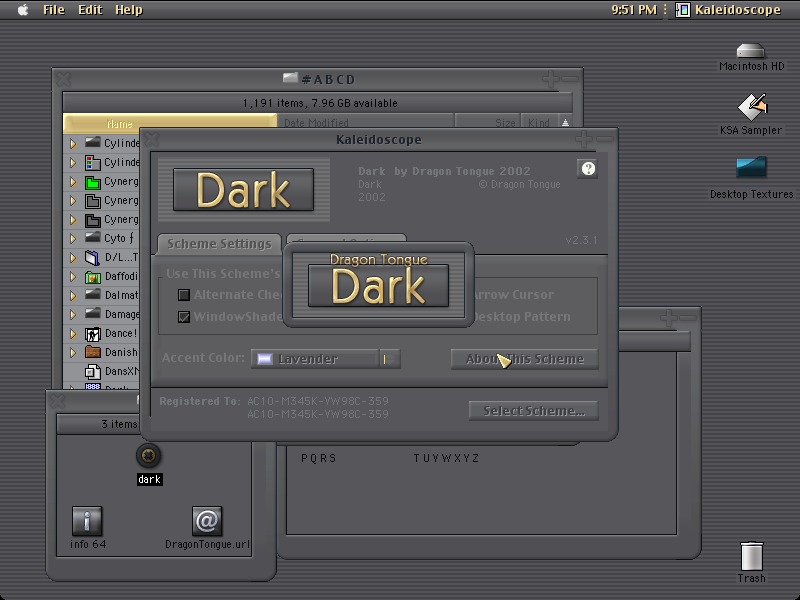 File Edit Help
9:51 PM
Kaleidoscope
Macintosh HD
KSA Sampler
Desktop Textures
Trash
#ABCD
1,191 items, 7.96 GB available
Name
Date Modified
Size
Kind
Cylinde
Cylinde
Cynerg
Cynerg
Cynerg
Cyto ƒ
D/L...T
Daffodi
Dalmat
Damage
Dance!
Danish
DansXM
Kaleidoscope
Dark
Dark by Dragon Tongue 2002
Dark
© Dragon Tongue
2002
v2.3.1
Scheme Settings
Use This Scheme's
Alternate Che
Arrow Cursor
WindowShade
Desktop Pattern
Dragon Tongue
Dark
Accent Color:
Lavender
About This Scheme
Registered To:
AC10-M345K-VW98C-359
AC10-M345K-VW98C-359
Select Scheme...
3 items
dark
info 64
DragonTongue.url
PQRS
TUVWXYZ